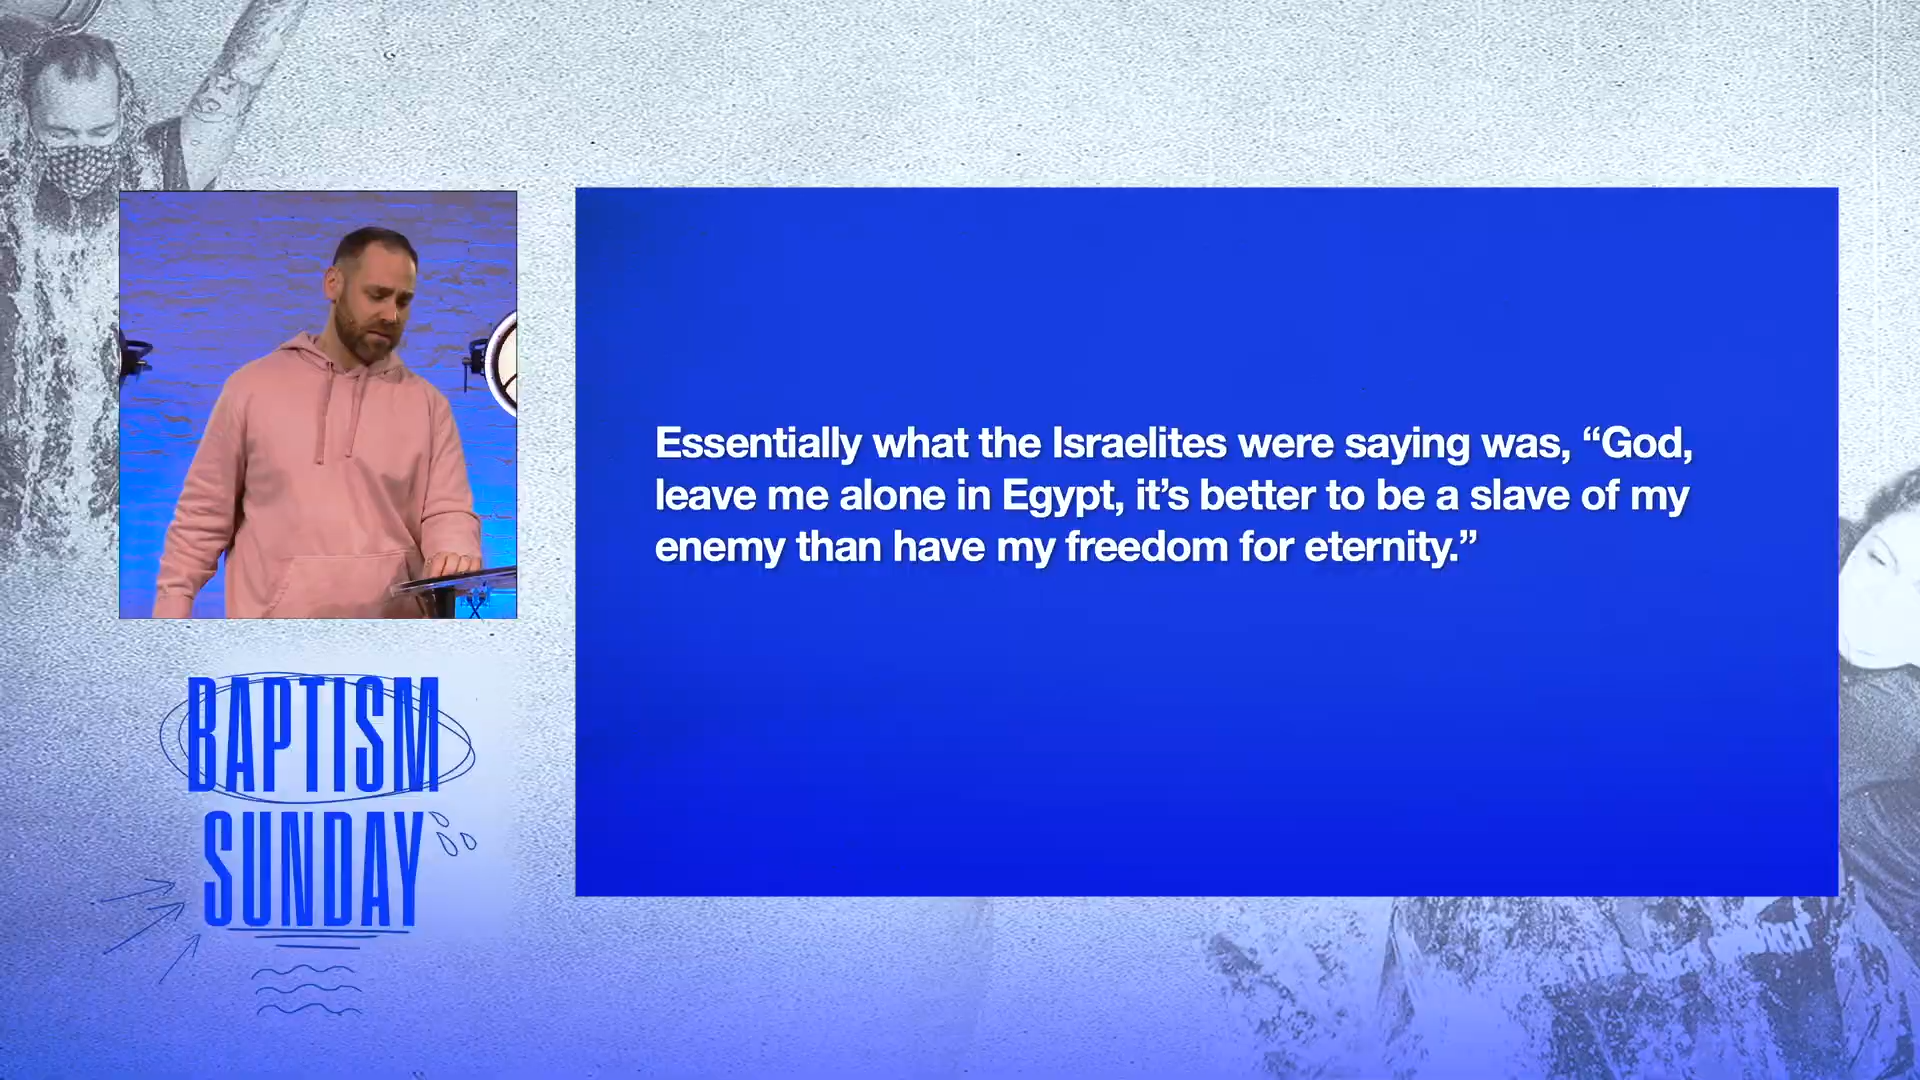 Essentially what the Israelites were saying was, “God,
leave me alone in Egypt, it’s better to be a slave of my
enemy than have my freedom for eternity.”
BAPTISM
SUNDAY